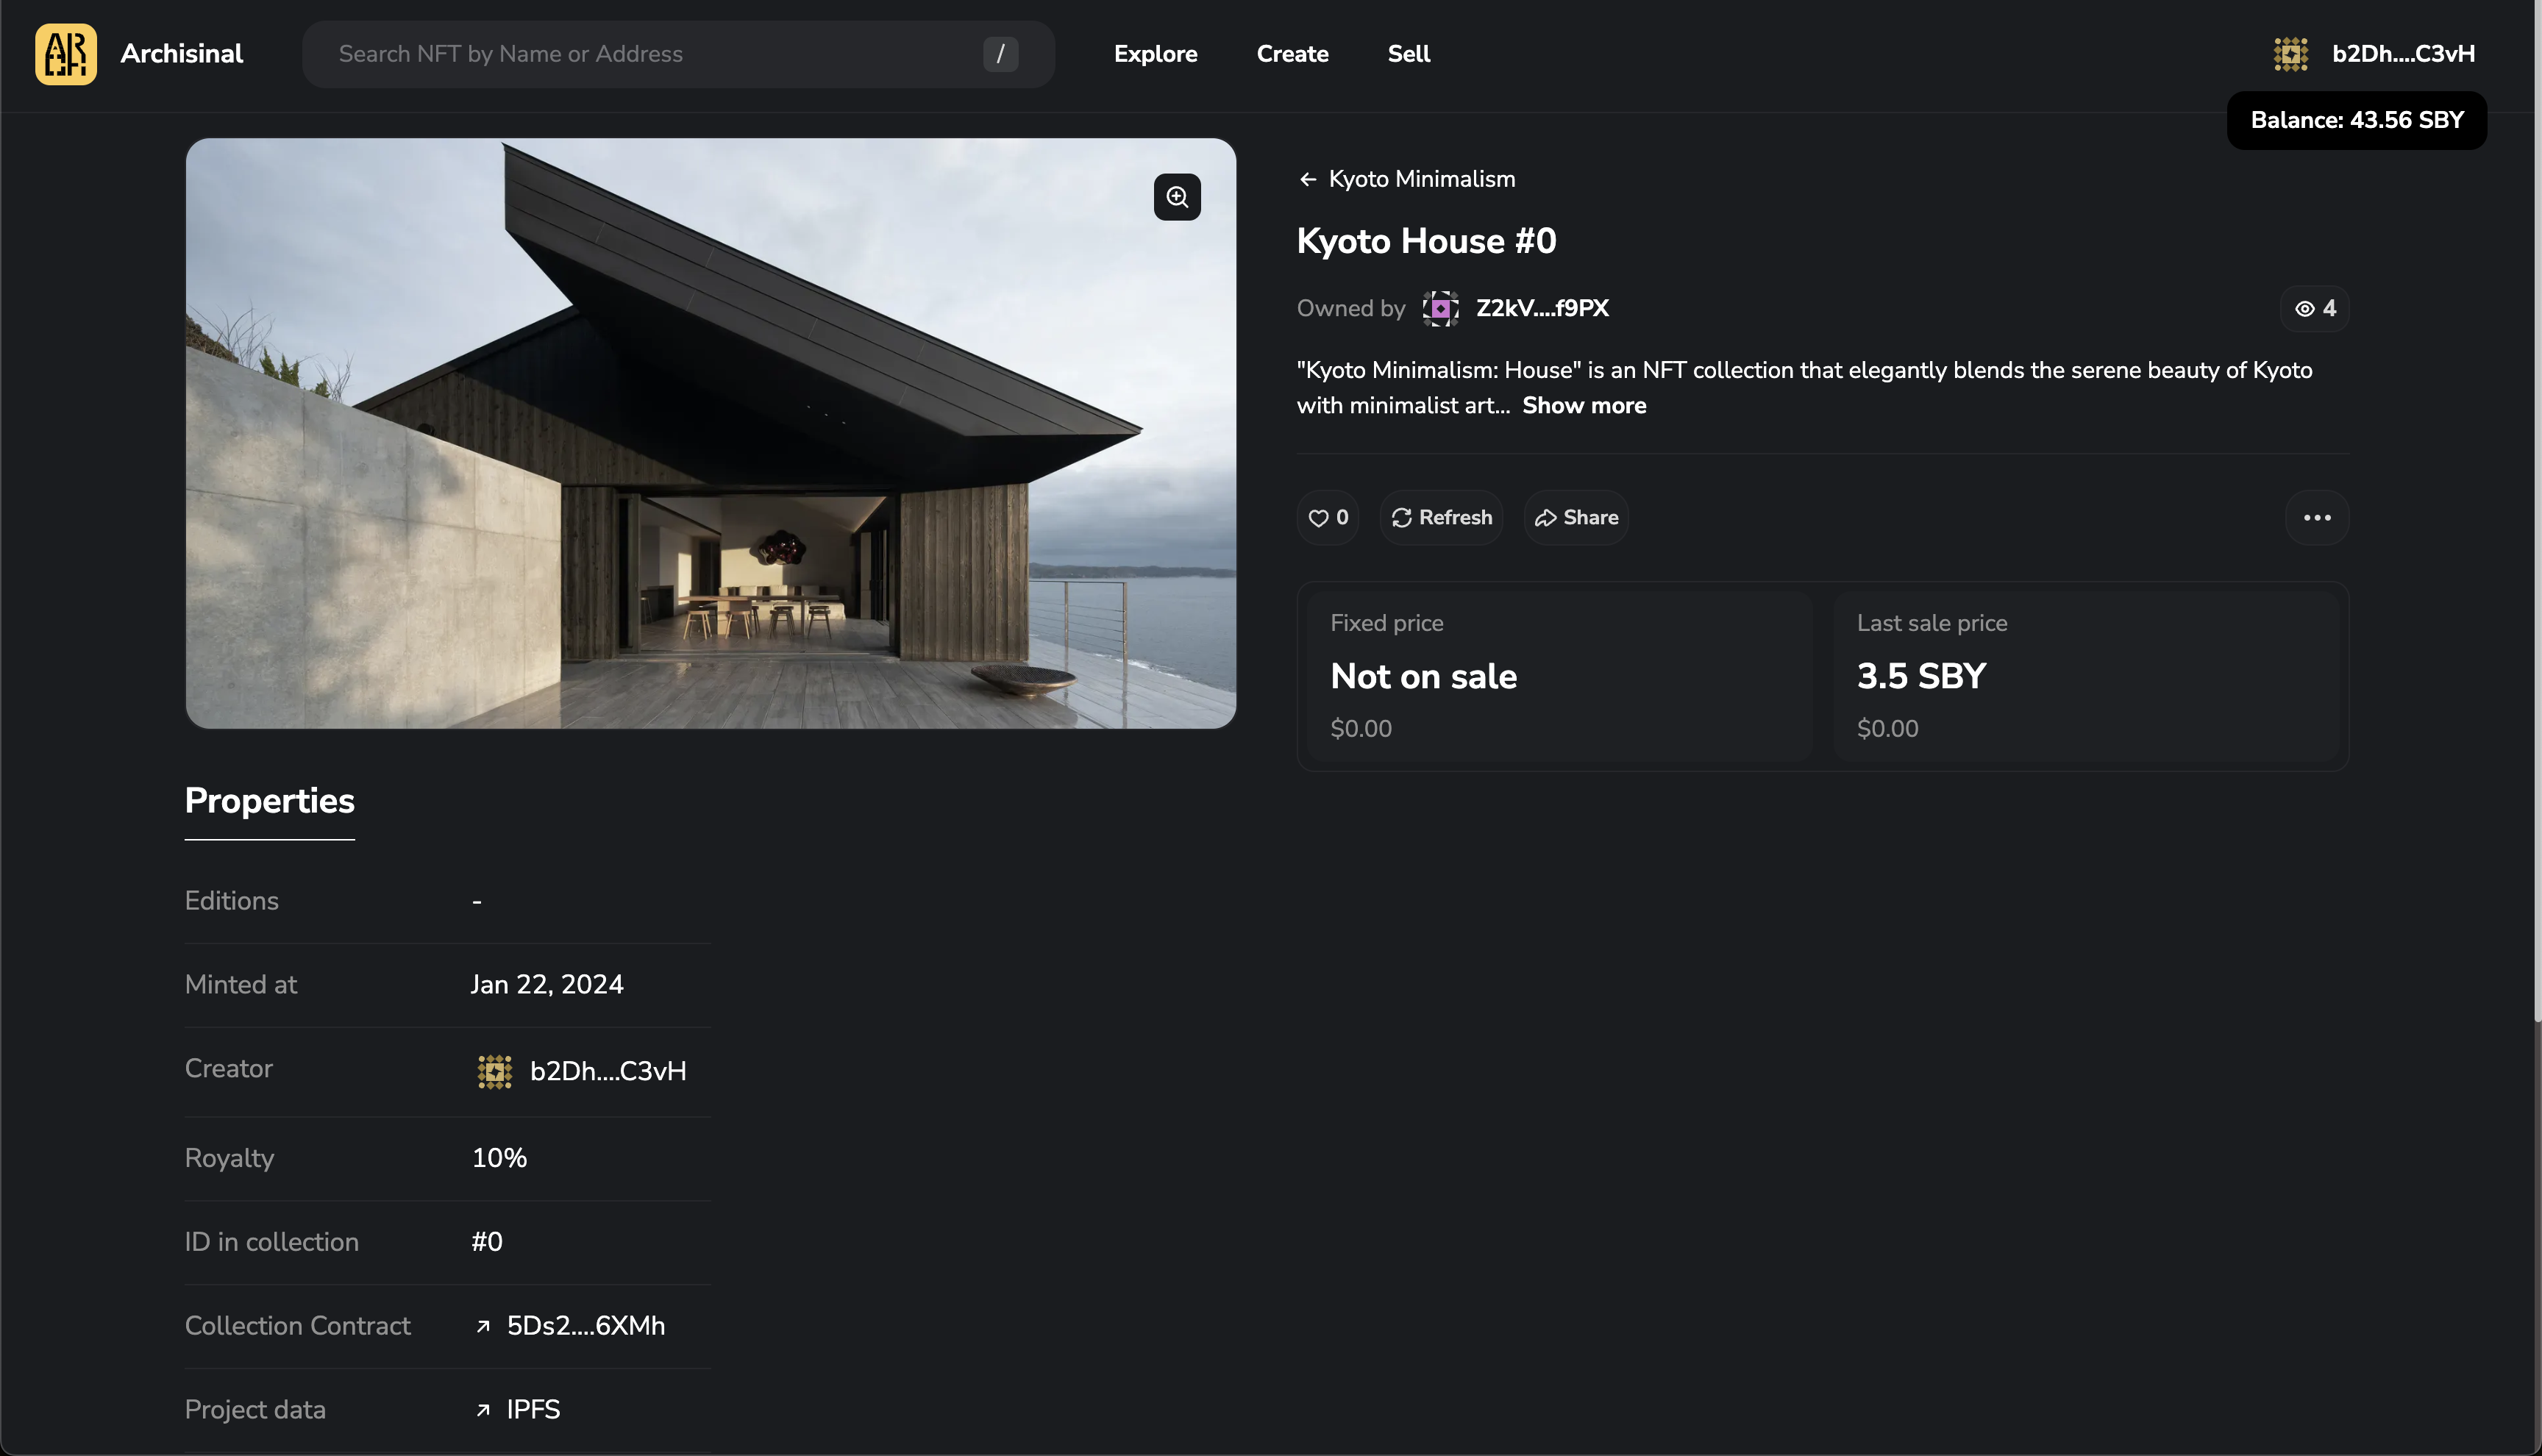 Archisinal
Search NFT by Name or Address
/
Explore
Create
Sell
b2Dh....C3vH
Balance: 43.56 SBY
Kyoto Minimalism
Kyoto House #0
Owned by Z2kV....f9PX
4
"Kyoto Minimalism: House" is an NFT collection that elegantly blends the serene beauty of Kyoto
with minimalist art... Show more
0
Refresh
Share
Fixed price
Not on sale
$0.00
Last sale price
3.5 SBY
$0.00
Properties
Editions -
Minted at Jan 22, 2024
Creator b2Dh....C3vH
Royalty 10%
ID in collection #0
Collection Contract 5Ds2....6XMh
Project data IPFS